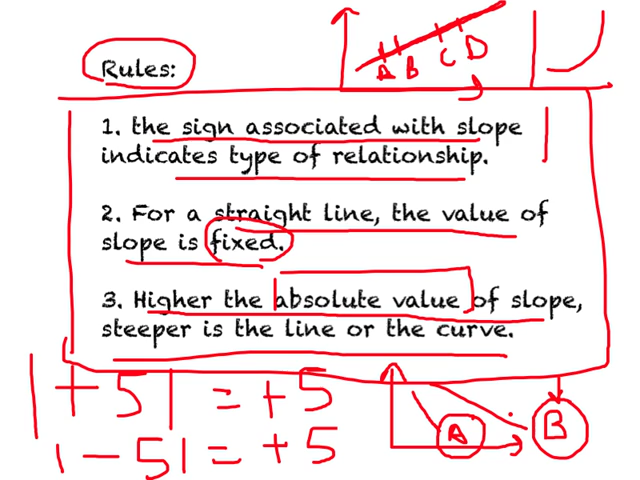 A B C D
Rules:
1. the sign associated with slope
indicates type of relationship.
2. For a straight line, the value of
slope is fixed.
3. Higher the absolute value of slope,
steeper is the line or the curve.
|+5| = +5
|-5| = +5
A
B